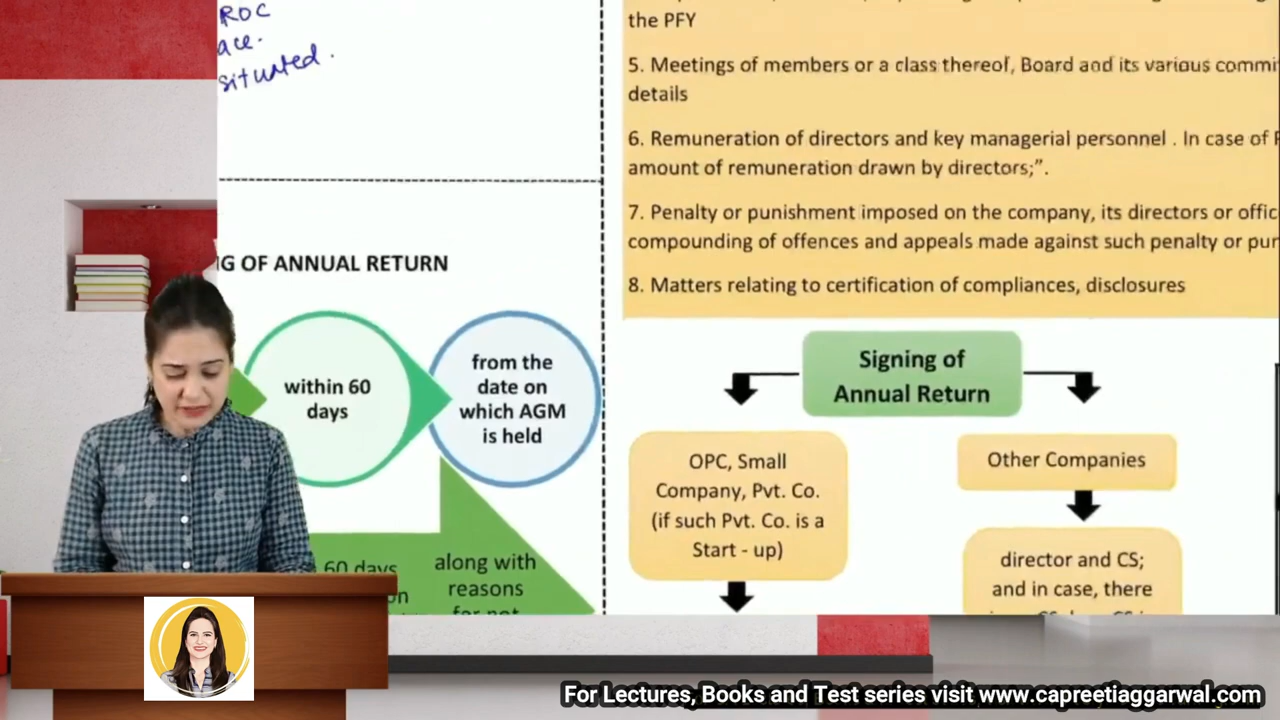 ROC
ace.
situated.
G OF ANNUAL RETURN
within 60
days
from the
date on
which AGM
is held
60 days
on
along with
reasons
for not
the PFY
5. Meetings of members or a class thereof, Board and its various commi
details
6. Remuneration of directors and key managerial personnel . In case of
amount of remuneration drawn by directors;”.
7. Penalty or punishment imposed on the company, its directors or offic
compounding of offences and appeals made against such penalty or pun
8. Matters relating to certification of compliances, disclosures
Signing of
Annual Return
OPC, Small
Company, Pvt. Co.
(if such Pvt. Co. is a
Start - up)
Other Companies
director and CS;
and in case, there
For Lectures, Books and Test series visit www.capreetiaggarwal.com